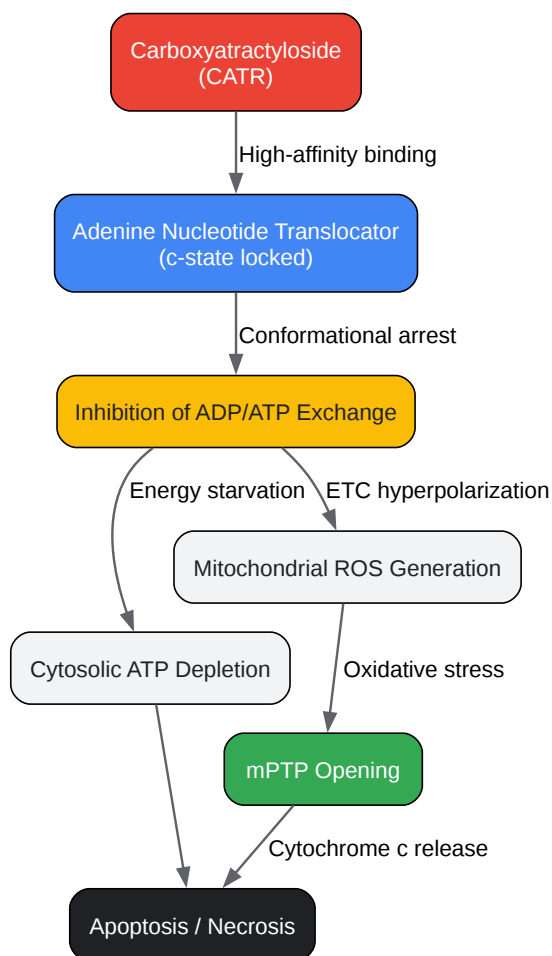 Carboxyatractyloside
(CATR)
High-affinity binding
Adenine Nucleotide Translocator
(c-state locked)
Conformational arrest
Inhibition of ADP/ATP Exchange
Energy starvation
ETC hyperpolarization
Mitochondrial ROS Generation
Cytosolic ATP Depletion
Oxidative stress
mPTP Opening
Cytochrome c release
Apoptosis / Necrosis